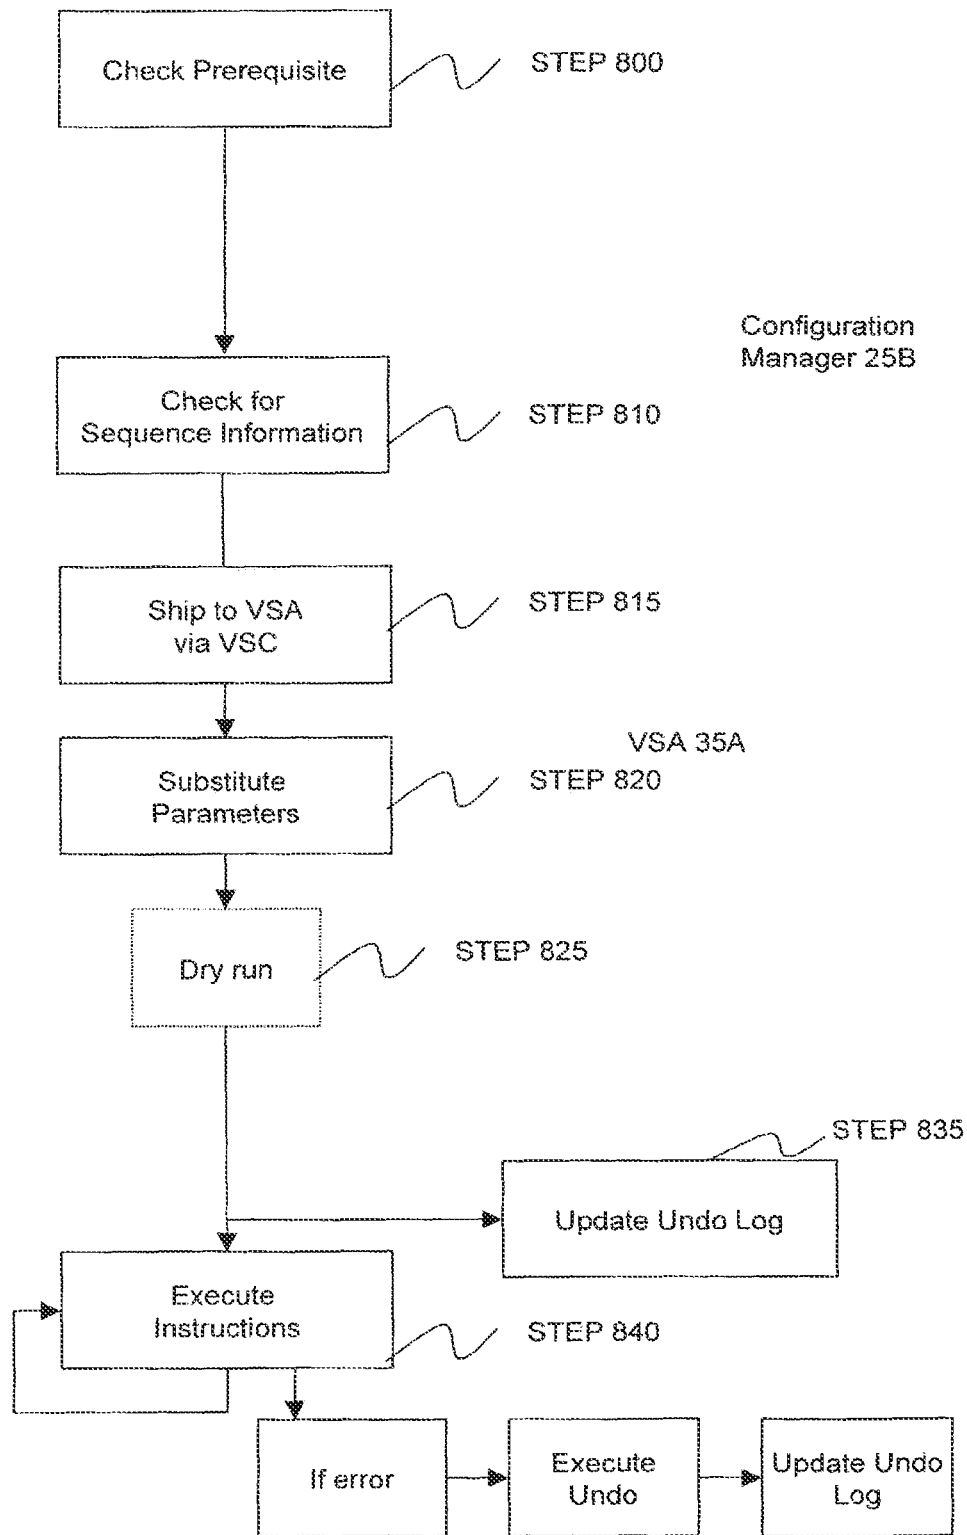 Check Prerequisite
STEP 800
Configuration
Manager 25B
Check for
Sequence Information
STEP 810
Ship to VSA
via VSC
STEP 815
VSA 35A
Substitute
Parameters
STEP 820
Dry run
STEP 825
STEP 835
Update Undo Log
Execute
Instructions
STEP 840
If error
Execute
Undo
Update Undo
Log